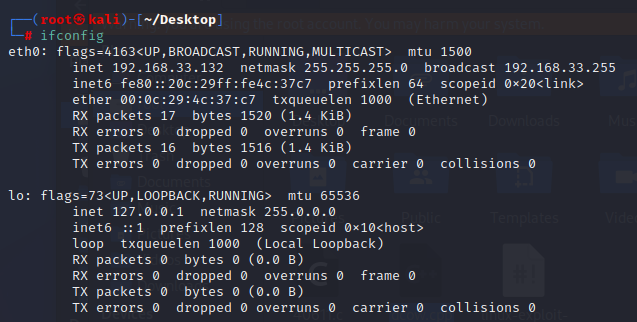 (root㉿kali)-[~/Desktop]
# ifconfig
eth0: flags=4163<UP,BROADCAST,RUNNING,MULTICAST>  mtu 1500
inet 192.168.33.132  netmask 255.255.255.0  broadcast 192.168.33.255
inet6 fe80::20c:29ff:fe4c:37c7  prefixlen 64  scopeid 0×20<link>
ether 00:0c:29:4c:37:c7  txqueuelen 1000  (Ethernet)
RX packets 17  bytes 1520 (1.4 KiB)
RX errors 0  dropped 0  overruns 0  frame 0
TX packets 16  bytes 1516 (1.4 KiB)
TX errors 0  dropped 0 overruns 0  carrier 0  collisions 0
lo: flags=73<UP,LOOPBACK,RUNNING>  mtu 65536
inet 127.0.0.1  netmask 255.0.0.0
inet6 ::1  prefixlen 128  scopeid 0×10<host>
loop  txqueuelen 1000  (Local Loopback)
RX packets 0  bytes 0 (0.0 B)
RX errors 0  dropped 0  overruns 0  frame 0
TX packets 0  bytes 0 (0.0 B)
TX errors 0  dropped 0 overruns 0  carrier 0  collisions 0
Documents
Downloads
Public
Templates